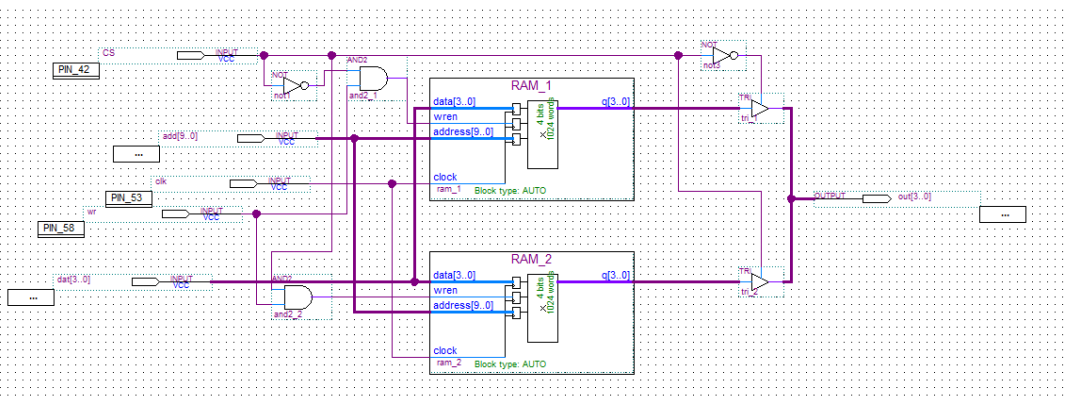 CS
INPUT
VCC
PIN_42
NOT
not1
AND2
and2_1
NOT
not3
RAM_1
data[3..0]
wren
address[9..0]
clock
q[3..0]
4 bits
1024 words
ram_1
Block type: AUTO
TRI
tri_1
add[9..0]
INPUT
VCC
...
clk
INPUT
VCC
PIN_53
wr
INPUT
VCC
PIN_58
OUTPUT
out[3..0]
...
dat[3..0]
INPUT
VCC
...
AND2
and2_2
RAM_2
data[3..0]
wren
address[9..0]
clock
q[3..0]
4 bits
1024 words
ram_2
Block type: AUTO
TRI
tri_2